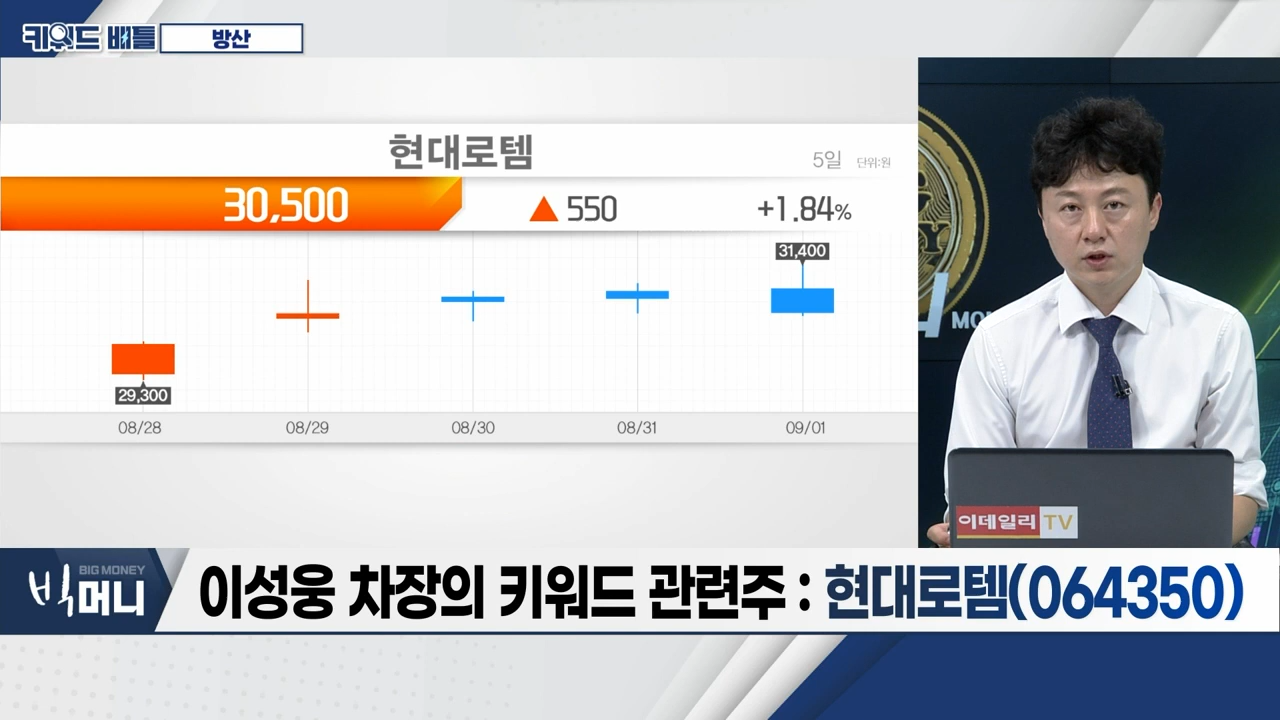 키워드 배틀 방산
현대로템
5일 단위:원
30,500 ▲ 550 +1.84%
31,400
29,300
08/28 08/29 08/30 08/31 09/01
MO
이데일리 TV
BIG MONEY
빅머니
이성웅 차장의 키워드 관련주 : 현대로템(064350)